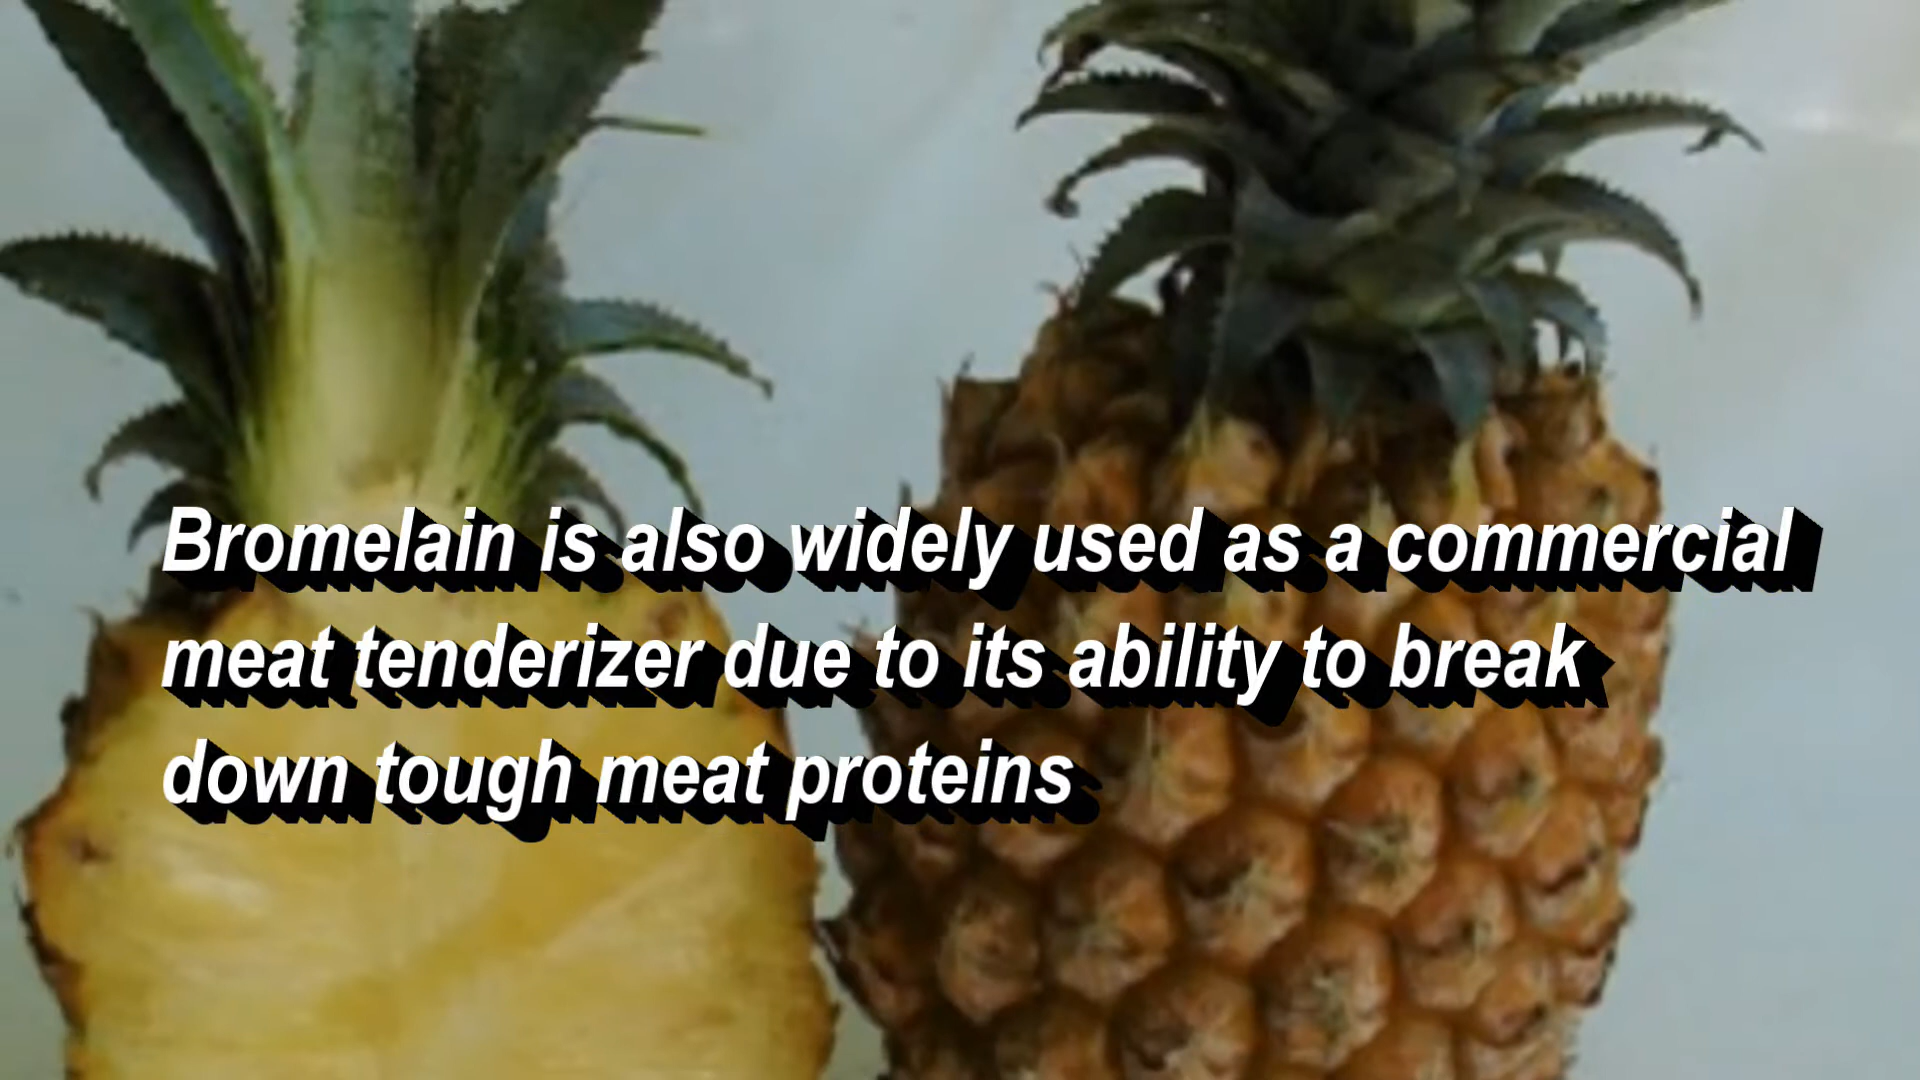 Bromelain is also widely used as a commercial
meat tenderizer due to its ability to break
down tough meat proteins